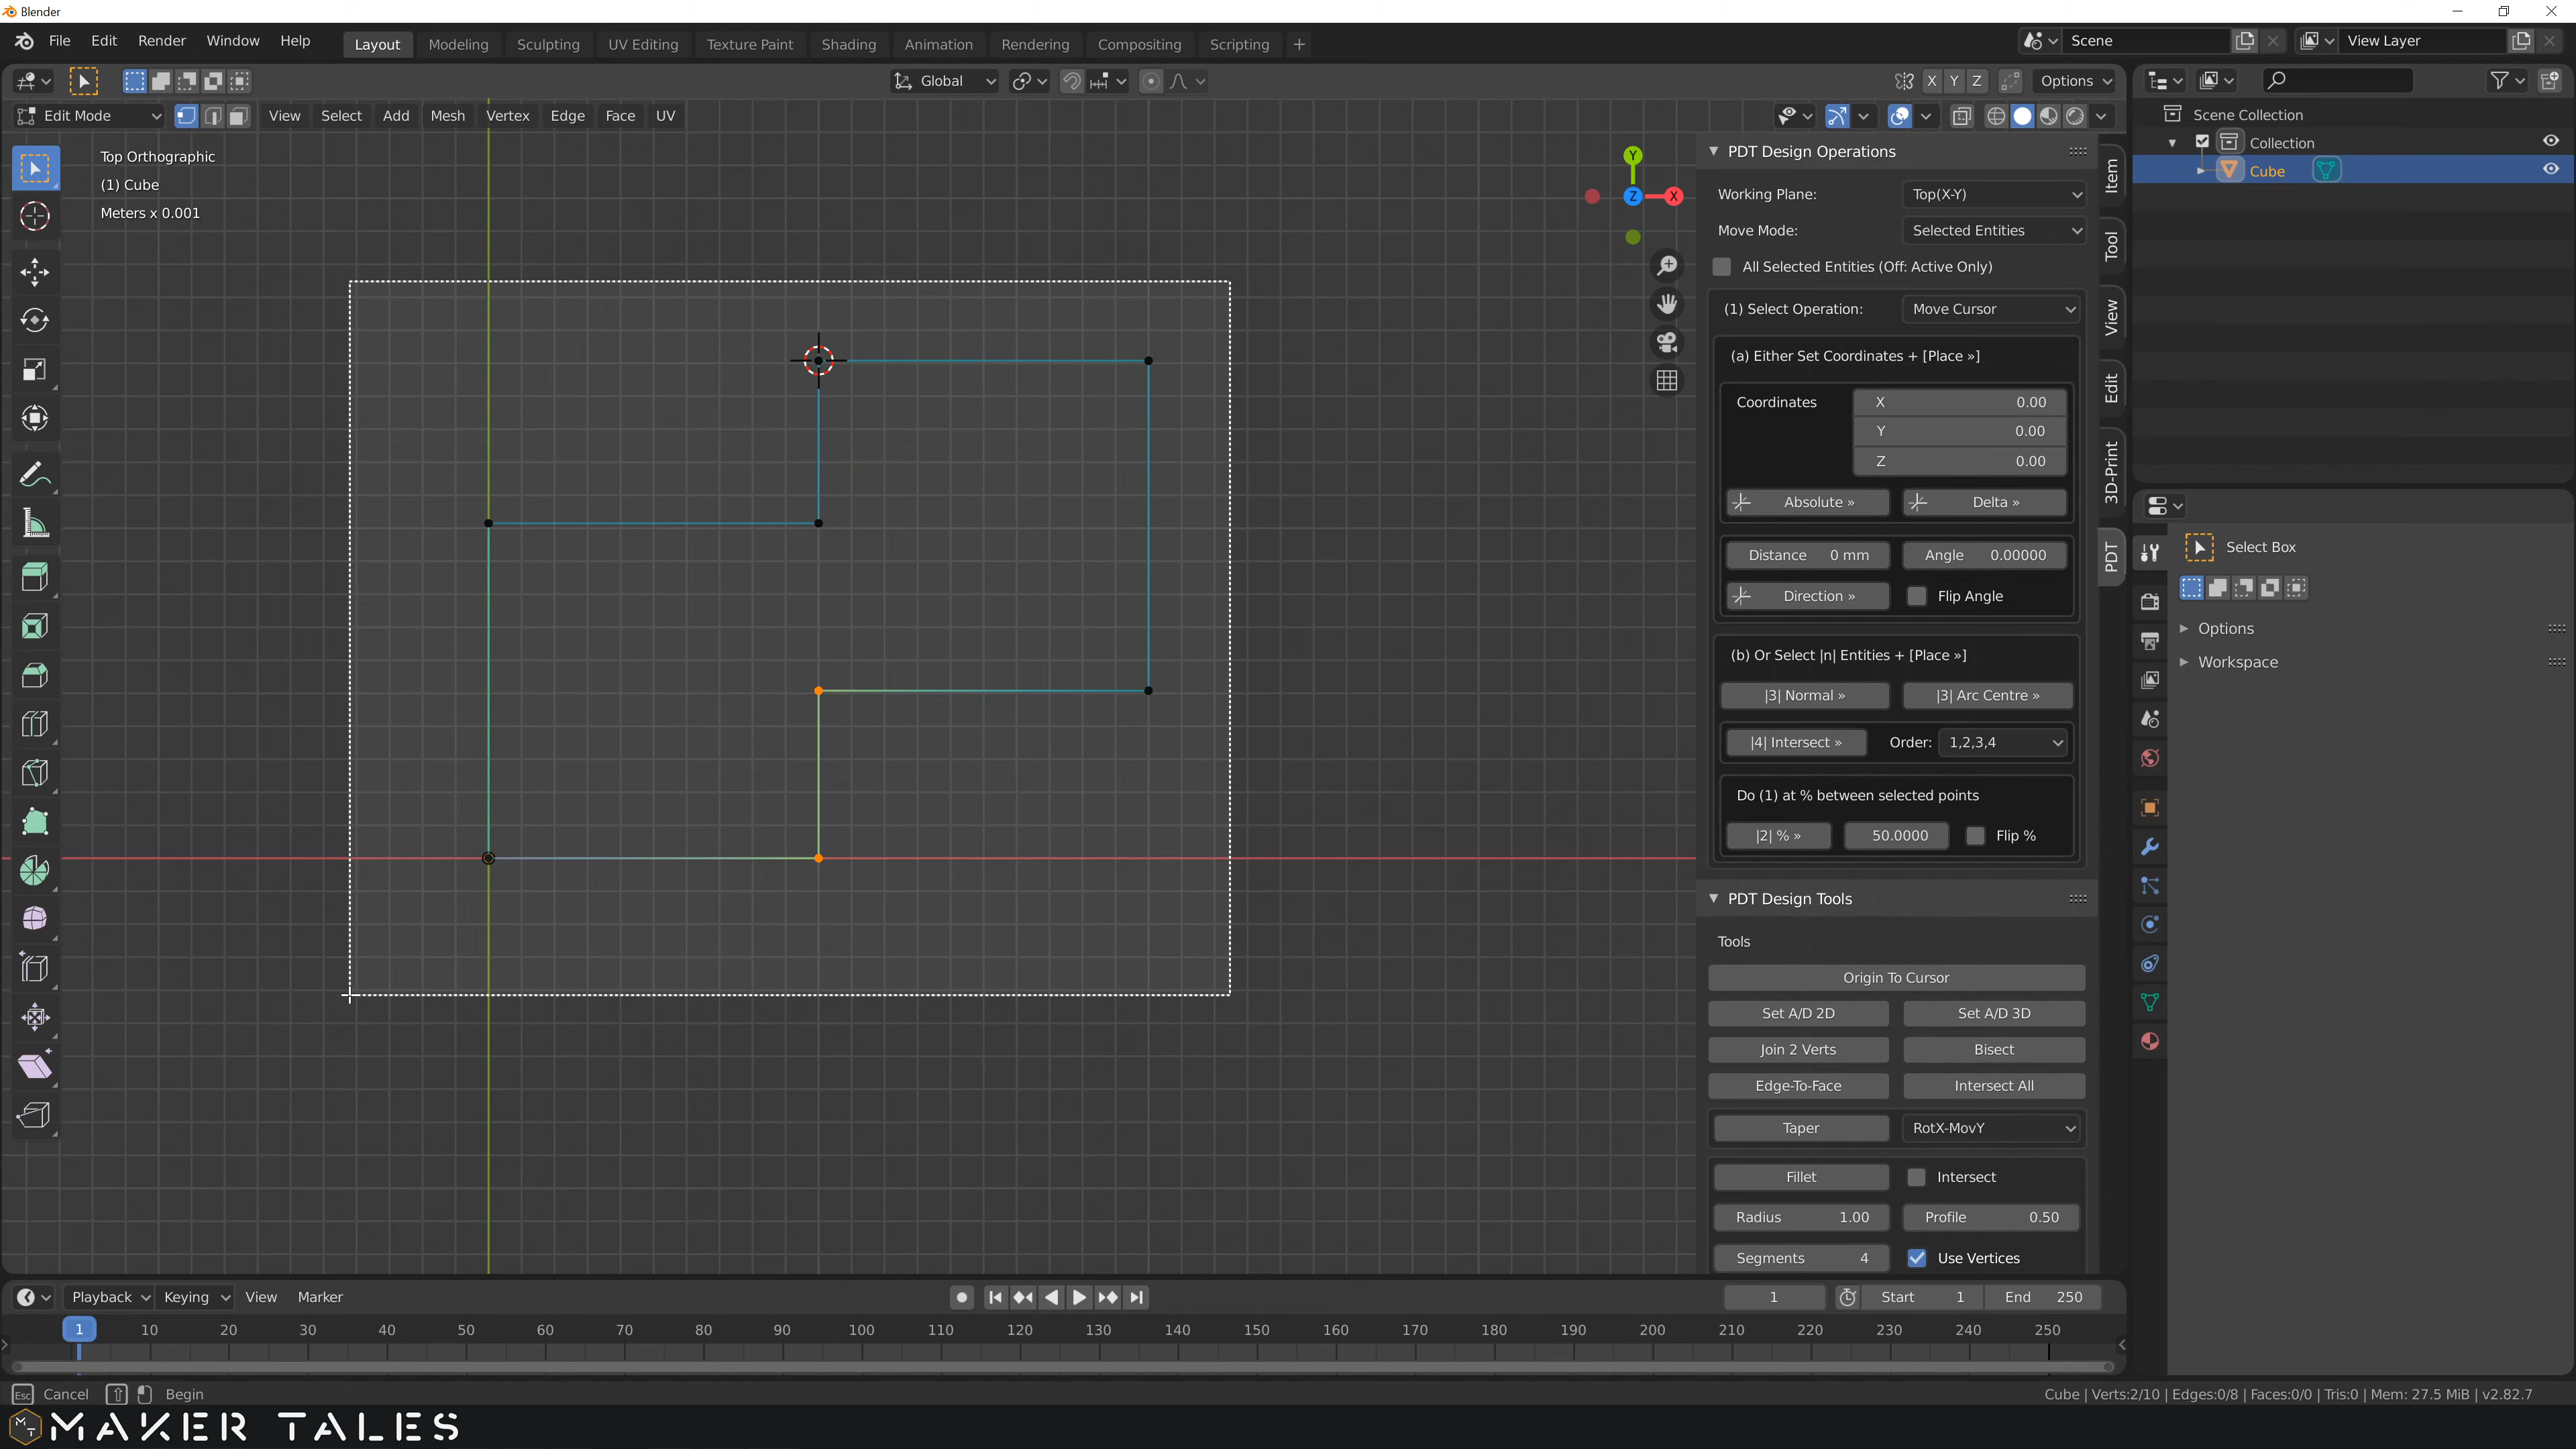 Blender
File Edit Render Window Help Layout Modeling Sculpting UV Editing Texture Paint Shading Animation Rendering Compositing Scripting + Scene View Layer
Global X Y Z Options
Edit Mode View Select Add Mesh Vertex Edge Face UV
Top Orthographic
(1) Cube
Meters x 0.001
Y
Z
X
PDT Design Operations
Working Plane: Top(X-Y)
Move Mode: Selected Entities
All Selected Entities (Off: Active Only)
(1) Select Operation: Move Cursor
(a) Either Set Coordinates + [Place »]
Coordinates X 0.00
Y 0.00
Z 0.00
Absolute » Delta »
Distance 0 mm Angle 0.00000
Direction » Flip Angle
(b) Or Select |n| Entities + [Place »]
|3| Normal » |3| Arc Centre »
|4| Intersect » Order: 1,2,3,4
Do (1) at % between selected points
|2| % » 50.0000 Flip %
PDT Design Tools
Tools
Origin To Cursor
Set A/D 2D Set A/D 3D
Join 2 Verts Bisect
Edge-To-Face Intersect All
Taper RotX-MovY
Fillet Intersect
Radius 1.00 Profile 0.50
Segments 4 Use Vertices
Item
Tool
View
Edit
3D-Print
PDT
Scene Collection
Collection
Cube
Select Box
Options
Workspace
Playback Keying View Marker 1 Start 1 End 250
1 10 20 30 40 50 60 70 80 90 100 110 120 130 140 150 160 170 180 190 200 210 220 230 240 250
Esc Cancel Begin Cube | Verts:2/10 | Edges:0/8 | Faces:0/0 | Tris:0 | Mem: 27.5 MiB | v2.82.7
MT MAKER TALES